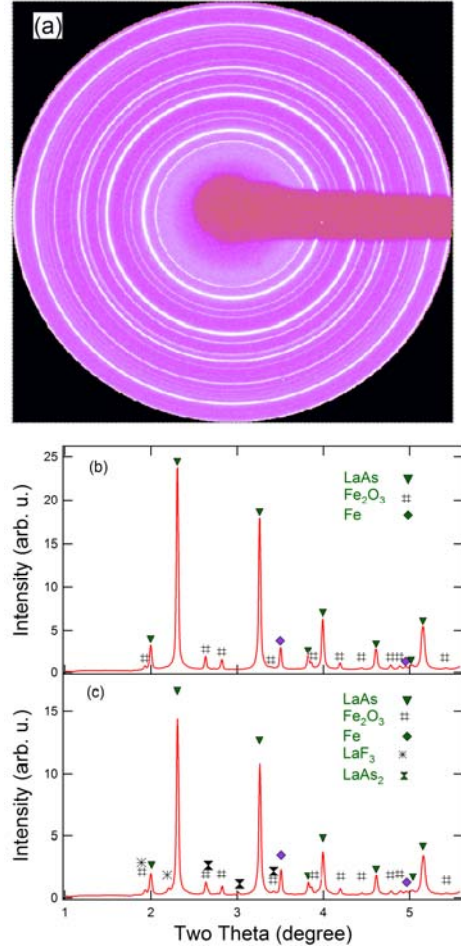 (a)
25
(b)
LaAs
20
Fe2O3
Fe
15
10
5
0
Intensity (arb. u.)
(c)
LaAs
15
Fe2O3
Fe
LaF3
10
LaAs2
5
0
Intensity (arb. u.)
1 2 3 4 5
Two Theta (degree)